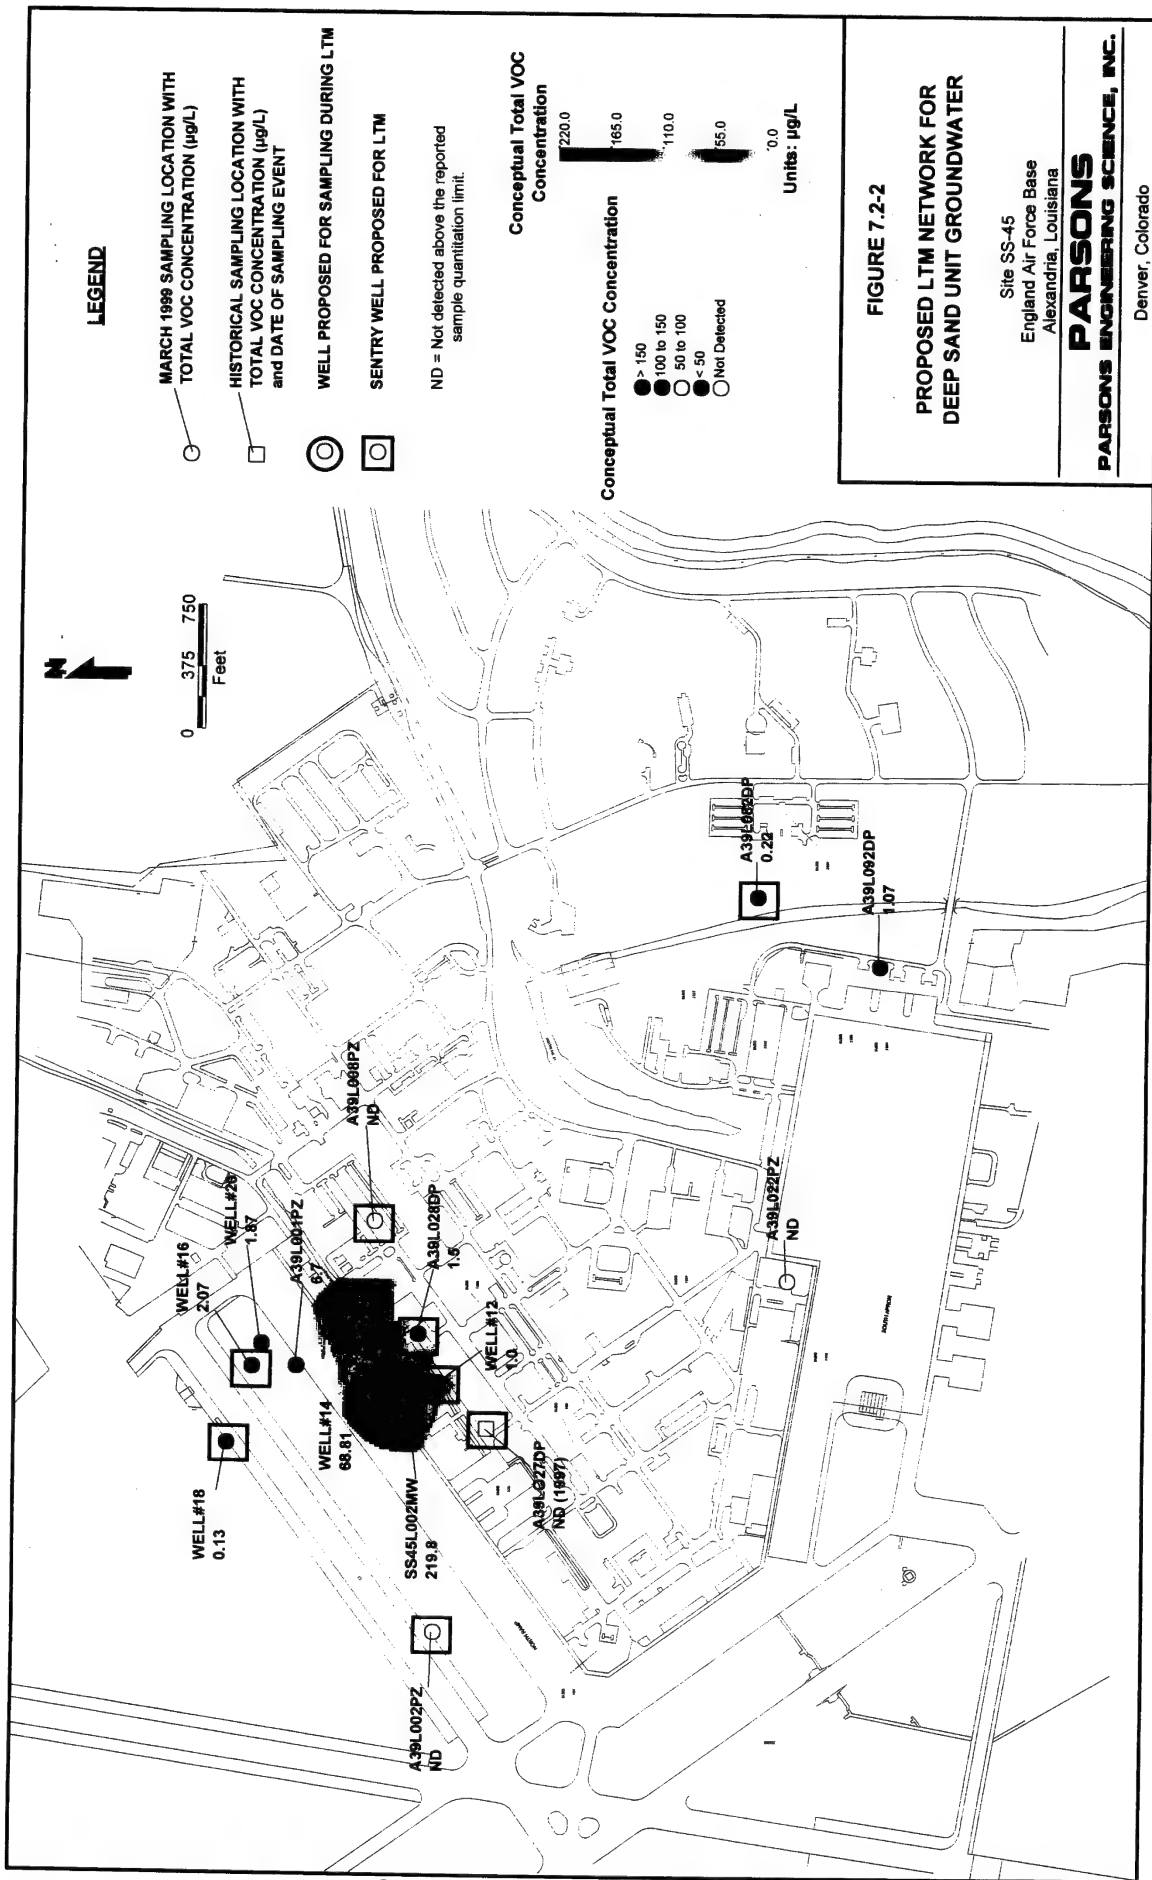 LEGEND
MARCH 1999 SAMPLING LOCATION WITH
TOTAL VOC CONCENTRATION (µg/L)
HISTORICAL SAMPLING LOCATION WITH
TOTAL VOC CONCENTRATION (µg/L)
and DATE OF SAMPLING EVENT
WELL PROPOSED FOR SAMPLING DURING LTM
SENTRY WELL PROPOSED FOR LTM
ND = Not detected above the reported
sample quantitation limit.
Conceptual Total VOC
Concentration
220.0
165.0
110.0
55.0
0.0
Units: µg/L
Conceptual Total VOC Concentration
> 150
100 to 150
50 to 100
< 50
Not Detected
FIGURE 7.2-2
PROPOSED LTM NETWORK FOR
DEEP SAND UNIT GROUNDWATER
Site SS-45
England Air Force Base
Alexandria, Louisiana
PARSONS
PARSONS ENGINEERING SCIENCE, INC.
Denver, Colorado
N
0 375 750
Feet
WELL#18
0.13
WELL#16
2.07
WELL#20
1.87
A39L001PZ
6.7
A39L008PZ
ND
WELL#14
68.81
SS45L002MW
219.8
A39L028DP
1.5
WELL#12
1.0
A39L027DP
ND (1997)
A39L002PZ
ND
A39L022PZ
ND
A39L082DP
0.22
A39L092DP
1.07
NORTH RAMP
SOUTH APRON